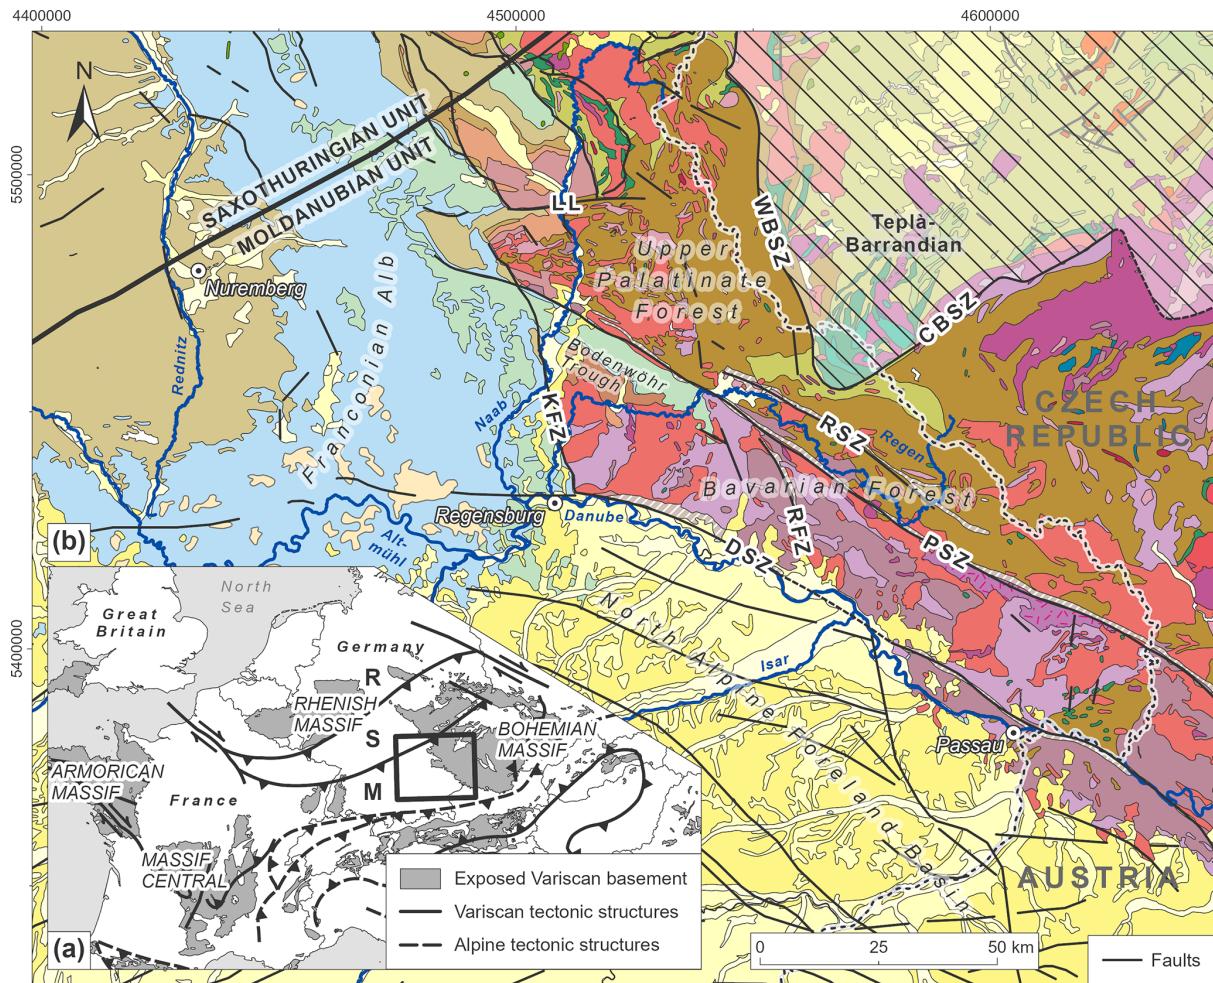 4400000
4500000
4600000
5500000
5400000
N
SAXOTHURINGIAN UNIT
MOLDANUBIAN UNIT
LL
WBSZ
Teplà-
Barrandian
Upper
Palatinate
Forest
CBSZ
Nuremberg
Rednitz
Franconian Alb
Bodenwöhr
Trough
Naab
KFZ
RSZ
Regen
CZECH
REPUBLIC
Bavarian Forest
RFZ
PSZ
Regensburg
Danube
DSZ
Alt-
mühl
(b)
North Alpine Foreland Basin
Isar
Passau
AUSTRIA
North
Sea
Great
Britain
Germany
R
RHENISH
MASSIF
S
BOHEMIAN
MASSIF
ARMORICAN
MASSIF
M
France
MASSIF
CENTRAL
(a)
Exposed Variscan basement
Variscan tectonic structures
Alpine tectonic structures
0
25
50 km
Faults